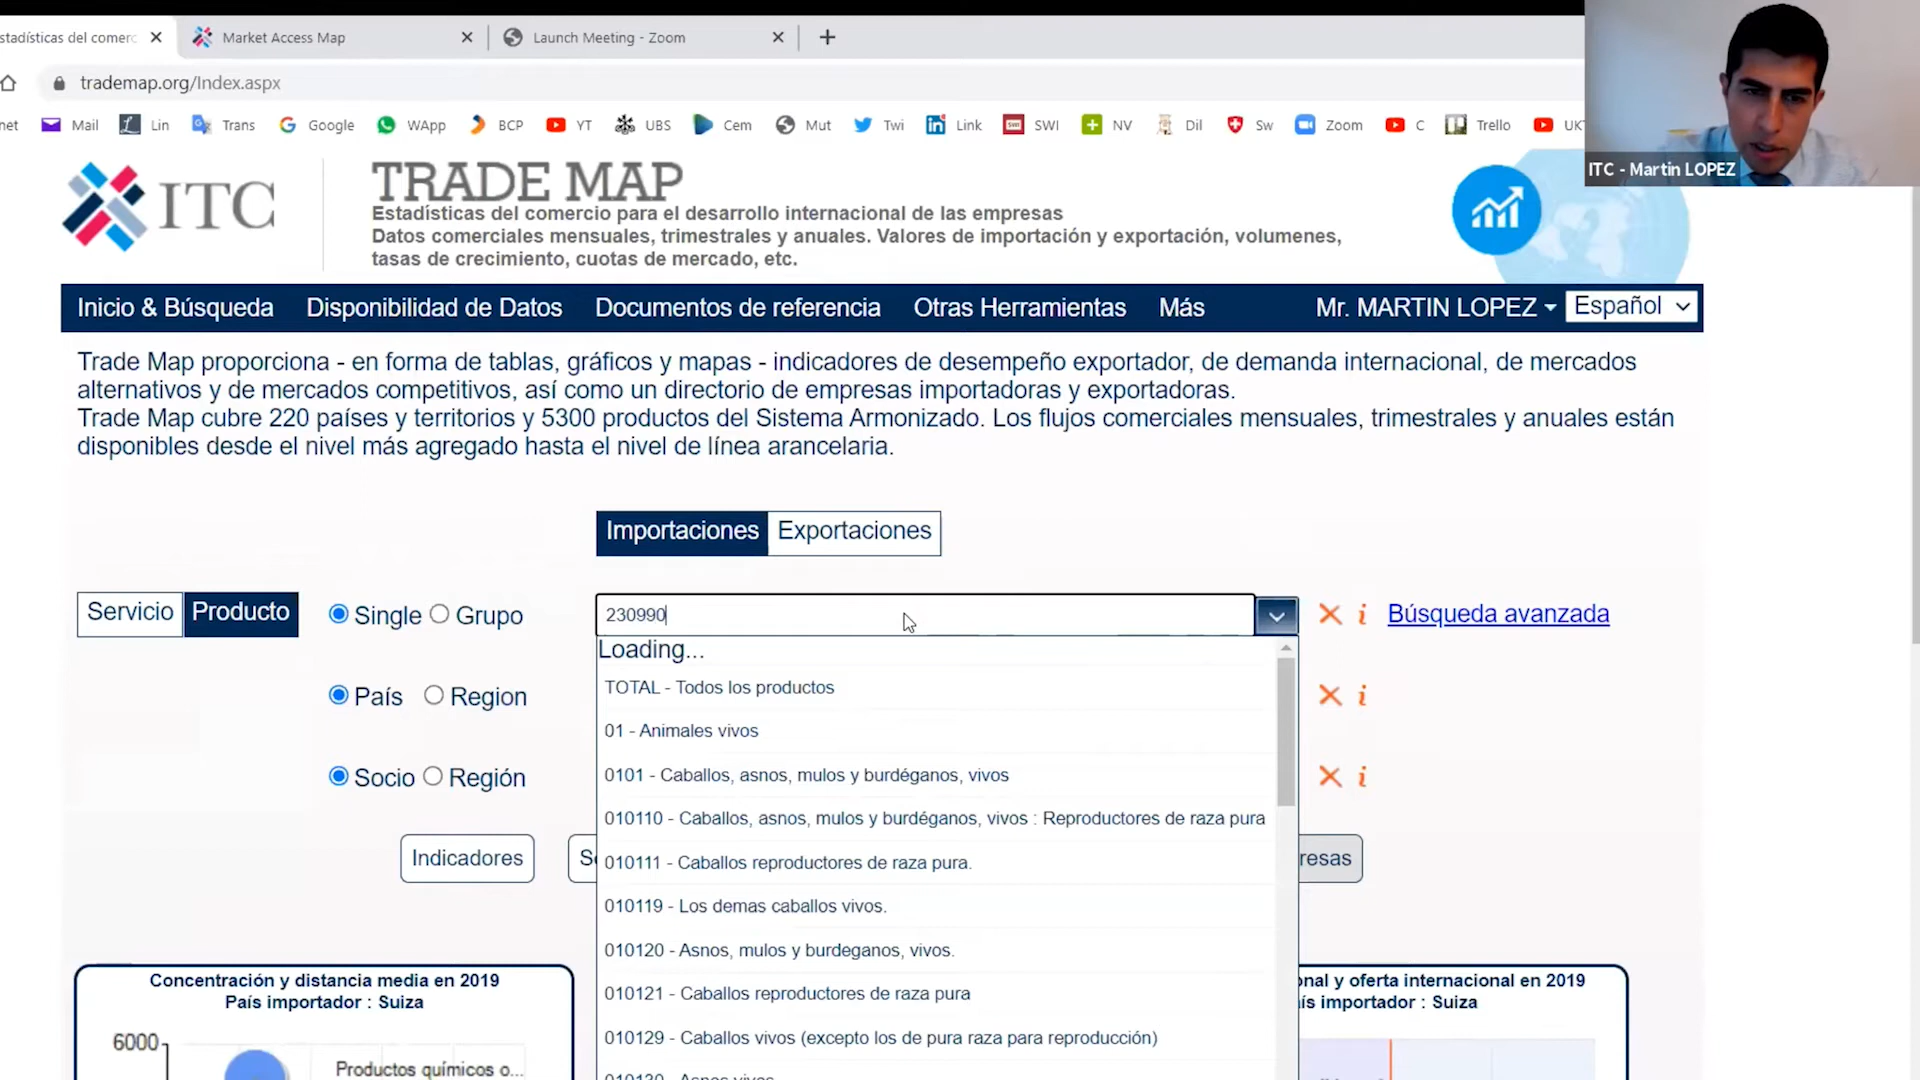 stadísticas del comerc
Market Access Map
Launch Meeting - Zoom
trademap.org/Index.aspx
net
Mail
Lin
Trans
Google
WApp
BCP
YT
UBS
Cem
Mut
Twi
Link
SWI
NV
Dil
Sw
Zoom
C
Trello
UKT
ITC - Martin LOPEZ
ITC
TRADE MAP
Estadísticas del comercio para el desarrollo internacional de las empresas
Datos comerciales mensuales, trimestrales y anuales. Valores de importación y exportación, volumenes,
tasas de crecimiento, cuotas de mercado, etc.
Inicio & Búsqueda
Disponibilidad de Datos
Documentos de referencia
Otras Herramientas
Más
Mr. MARTIN LOPEZ
Español
Trade Map proporciona - en forma de tablas, gráficos y mapas - indicadores de desempeño exportador, de demanda internacional, de mercados
alternativos y de mercados competitivos, así como un directorio de empresas importadoras y exportadoras.
Trade Map cubre 220 países y territorios y 5300 productos del Sistema Armonizado. Los flujos comerciales mensuales, trimestrales y anuales están
disponibles desde el nivel más agregado hasta el nivel de línea arancelaria.
Importaciones
Exportaciones
Servicio
Producto
Single
Grupo
230990
Búsqueda avanzada
Loading...
TOTAL - Todos los productos
País
Region
01 - Animales vivos
0101 - Caballos, asnos, mulos y burdéganos, vivos
Socio
Región
010110 - Caballos, asnos, mulos y burdéganos, vivos : Reproductores de raza pura
Indicadores
Se
resas
010111 - Caballos reproductores de raza pura.
010119 - Los demas caballos vivos.
010120 - Asnos, mulos y burdeganos, vivos.
010121 - Caballos reproductores de raza pura
010129 - Caballos vivos (excepto los de pura raza para reproducción)
010130 - Asnos vivos
Concentración y distancia media en 2019
País importador : Suiza
6000
Productos químicos o...
onal y oferta internacional en 2019
ís importador : Suiza